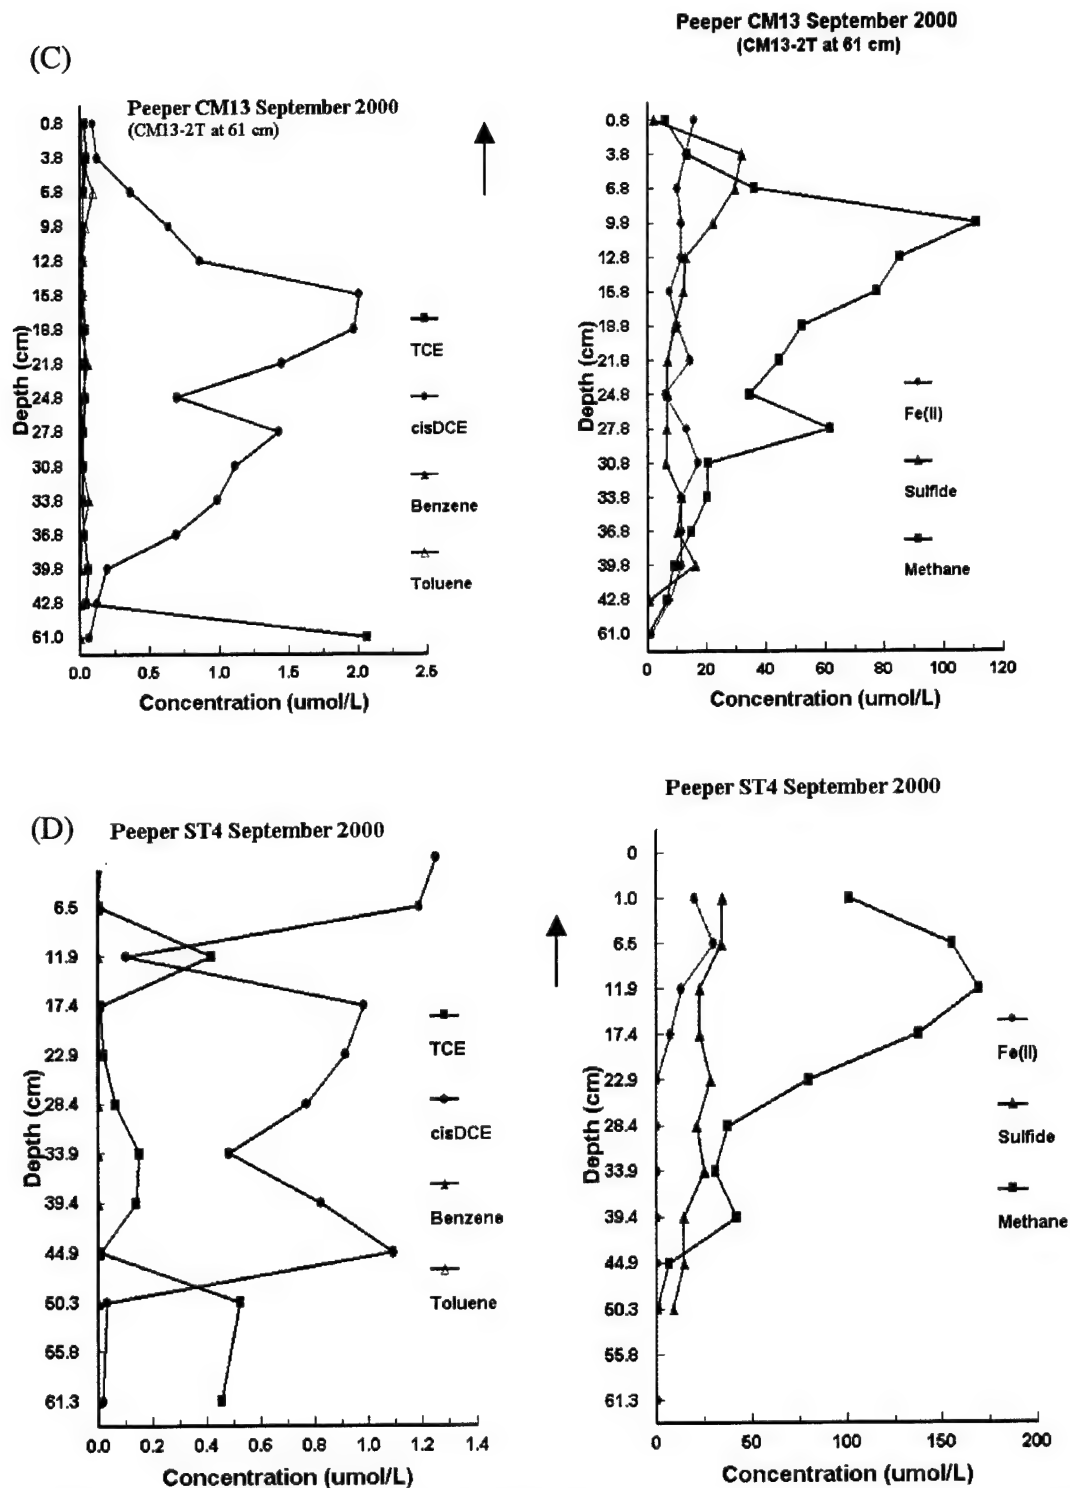 Peeper CM13 September 2000
(CM13-2T at 61 cm)
(C)
Peeper CM13 September 2000
(CM13-2T at 61 cm)
0.8
3.8
6.8
9.8
12.8
15.8
18.8
21.8
24.8
27.8
30.8
33.8
36.8
39.8
42.8
61.0
Depth (cm)
TCE
cisDCE
Benzene
Toluene
0.0 0.5 1.0 1.5 2.0 2.5
Concentration (umol/L)
0.8
3.8
6.8
9.8
12.8
15.8
18.8
21.8
24.8
27.8
30.8
33.8
36.8
39.8
42.8
61.0
Depth (cm)
Fe(II)
Sulfide
Methane
0 20 40 60 80 100 120
Concentration (umol/L)
Peeper ST4 September 2000
(D) Peeper ST4 September 2000
6.5
11.9
17.4
22.9
28.4
33.9
39.4
44.9
50.3
55.8
61.3
Depth (cm)
TCE
cisDCE
Benzene
Toluene
0.0 0.2 0.4 0.6 0.8 1.0 1.2 1.4
Concentration (umol/L)
0
1.0
6.5
11.9
17.4
22.9
28.4
33.9
39.4
44.9
50.3
55.8
61.3
Depth (cm)
Fe(II)
Sulfide
Methane
0 50 100 150 200
Concentration (umol/L)